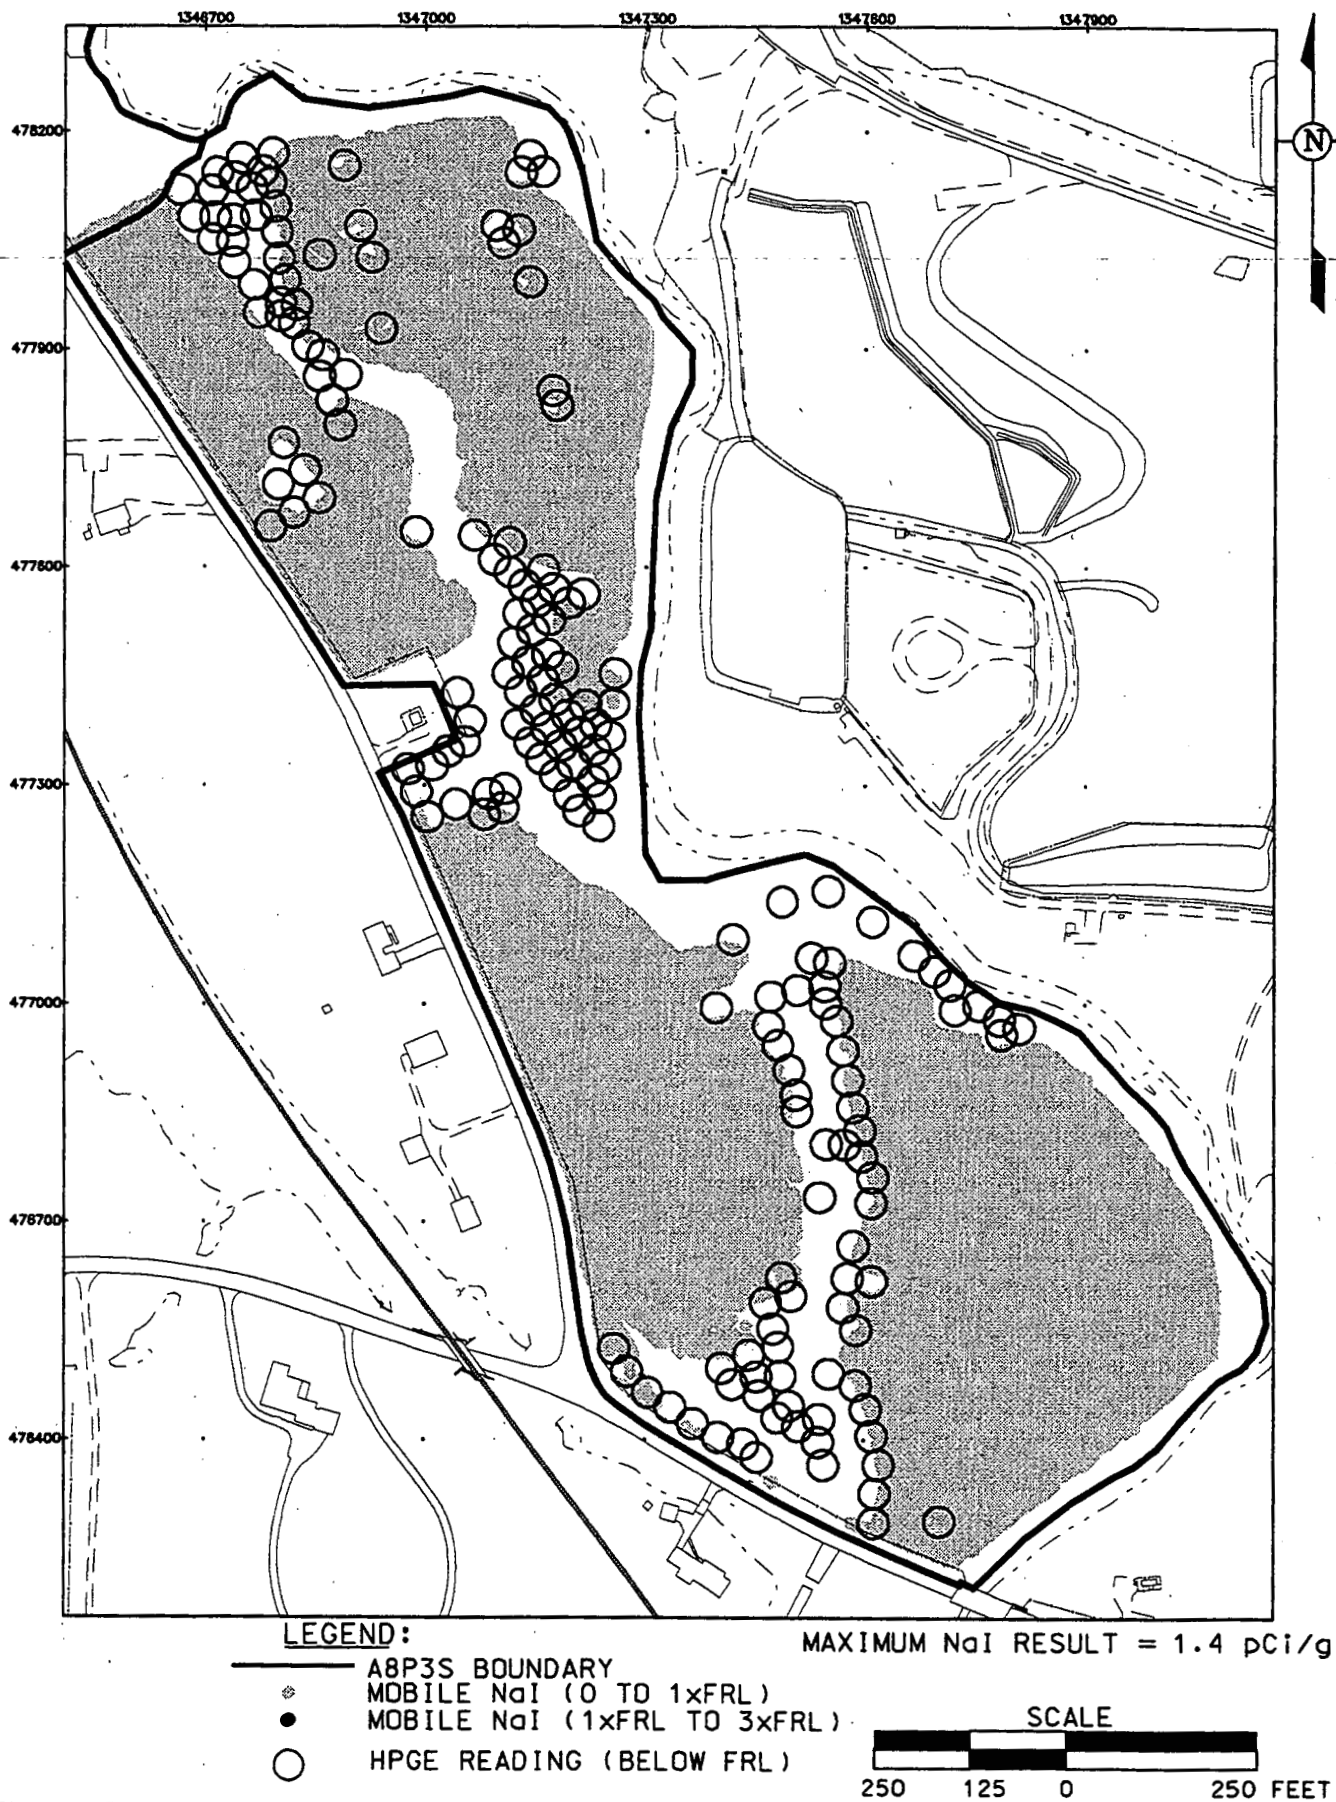 1346700 1347000 1347300 1347600 1347900
478200
N
477900
477600
477300
477000
476700
476400
LEGEND:
MAXIMUM NaI RESULT = 1.4 pCi/g
A8P3S BOUNDARY
MOBILE NaI (0 TO 1xFRL)
MOBILE NaI (1xFRL TO 3xFRL)
SCALE
HPGE READING (BELOW FRL)
250 125 0 250 FEET